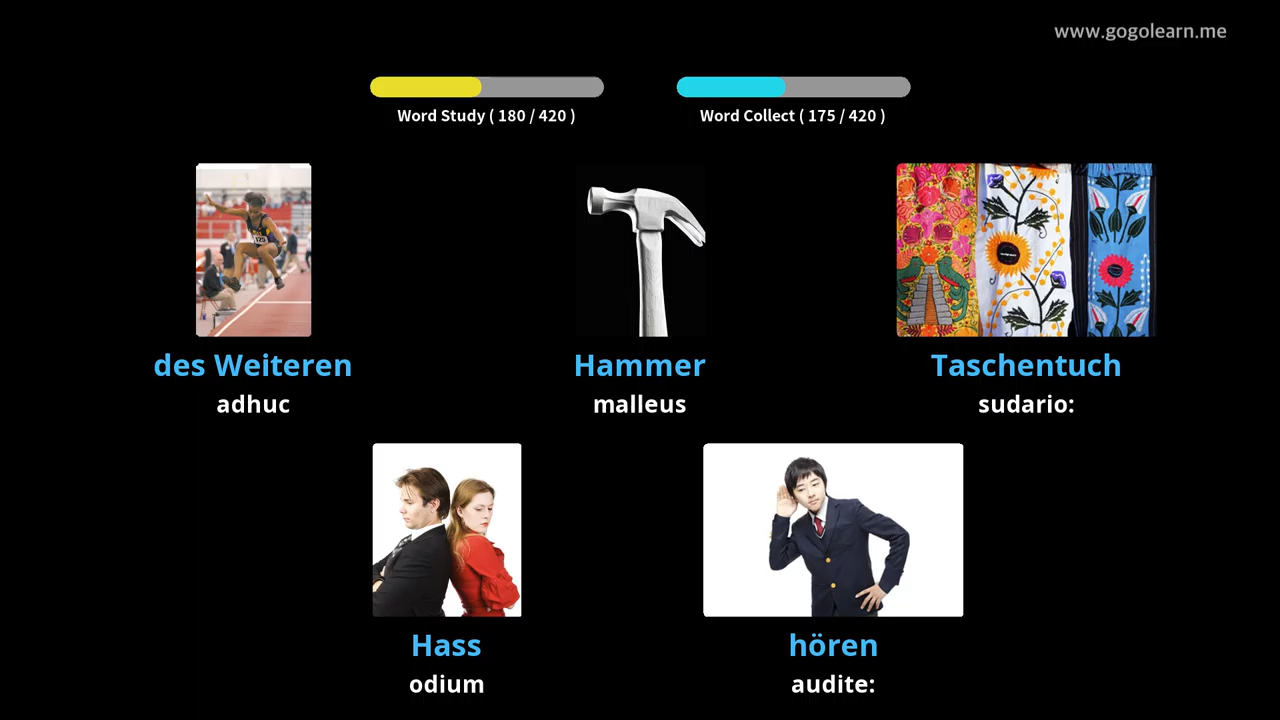 www.gogolearn.me
Word Study ( 180 / 420 )
Word Collect ( 175 / 420 )
des Weiteren
adhuc
Hammer
malleus
Taschentuch
sudario:
Hass
odium
hören
audite: